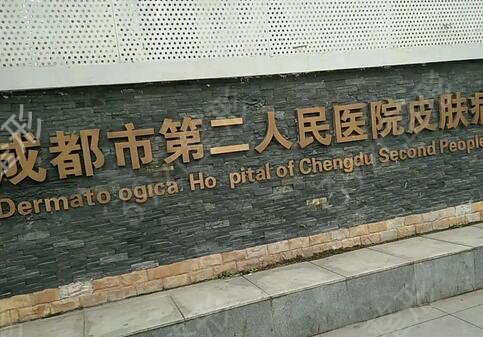 成都市第二人民医院皮肤病
Dermato ogica Ho pital of Chengdu Second People